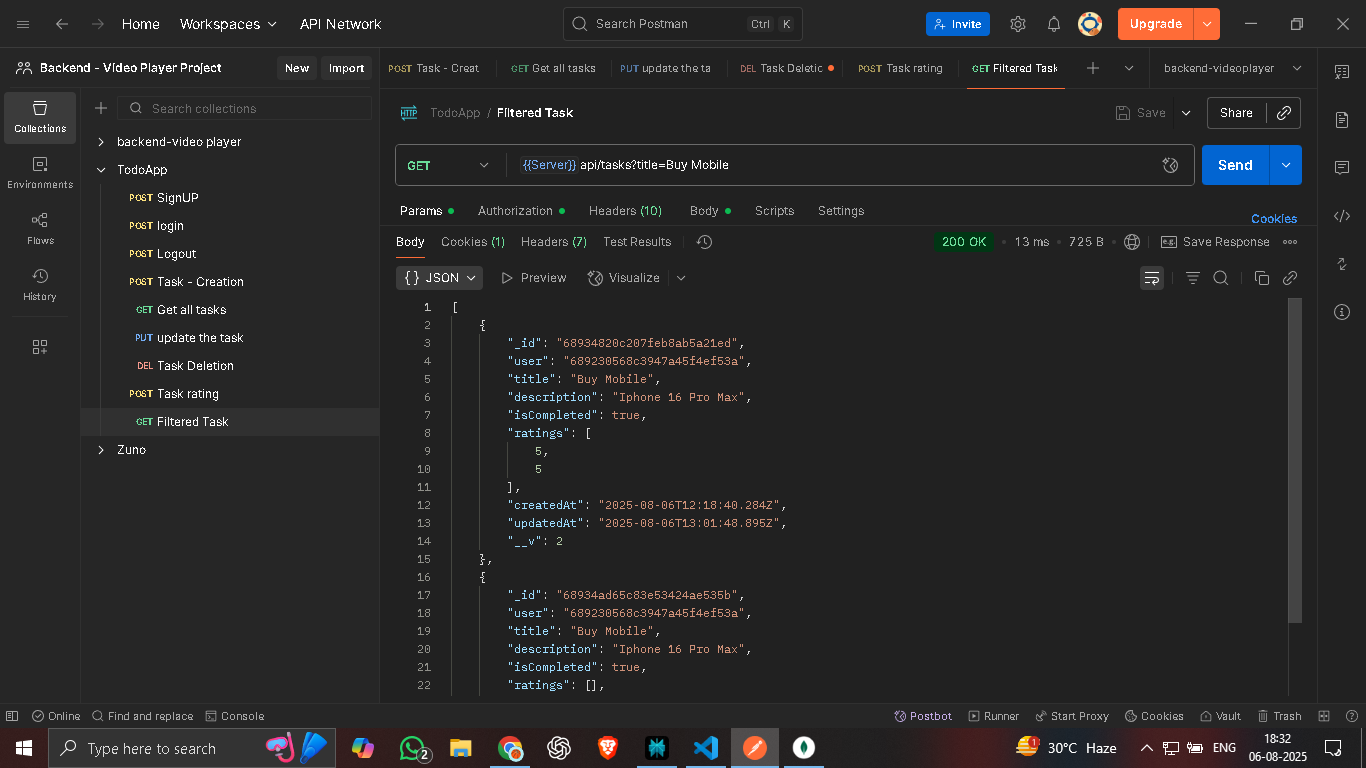 Home Workspaces API Network Search Postman Ctrl K Invite Upgrade
Backend - Video Player Project New Import
POST Task - Creat GET Get all tasks PUT update the ta DEL Task Deletic POST Task rating GET Filtered Task backend-videoplayer
Collections
Environments
Flows
History
Search collections
backend-video player
TodoApp
POST SignUP
POST login
POST Logout
POST Task - Creation
GET Get all tasks
PUT update the task
DEL Task Deletion
POST Task rating
GET Filtered Task
Zuno
HTTP TodoApp / Filtered Task Save Share
GET {{Server}} api/tasks?title=Buy Mobile Send
Params Authorization Headers (10) Body Scripts Settings Cookies
Body Cookies (1) Headers (7) Test Results 200 OK • 13 ms • 725 B • e.g. Save Response
{} JSON Preview Visualize
1 [
2 {
3 "_id": "68934820c207feb8ab5a21ed",
4 "user": "689230568c3947a45f4ef53a",
5 "title": "Buy Mobile",
6 "description": "Iphone 16 Pro Max",
7 "isCompleted": true,
8 "ratings": [
9 5,
10 5
11 ],
12 "createdAt": "2025-08-06T12:18:40.284Z",
13 "updatedAt": "2025-08-06T13:01:48.895Z",
14 "__v": 2
15 },
16 {
17 "_id": "68934ad65c83e53424ae535b",
18 "user": "689230568c3947a45f4ef53a",
19 "title": "Buy Mobile",
20 "description": "Iphone 16 Pro Max",
21 "isCompleted": true,
22 "ratings": [],
Online Find and replace Console Postbot Runner Start Proxy Cookies Vault Trash
Type here to search 2 1 30°C Haze ENG 18:32
06-08-2025